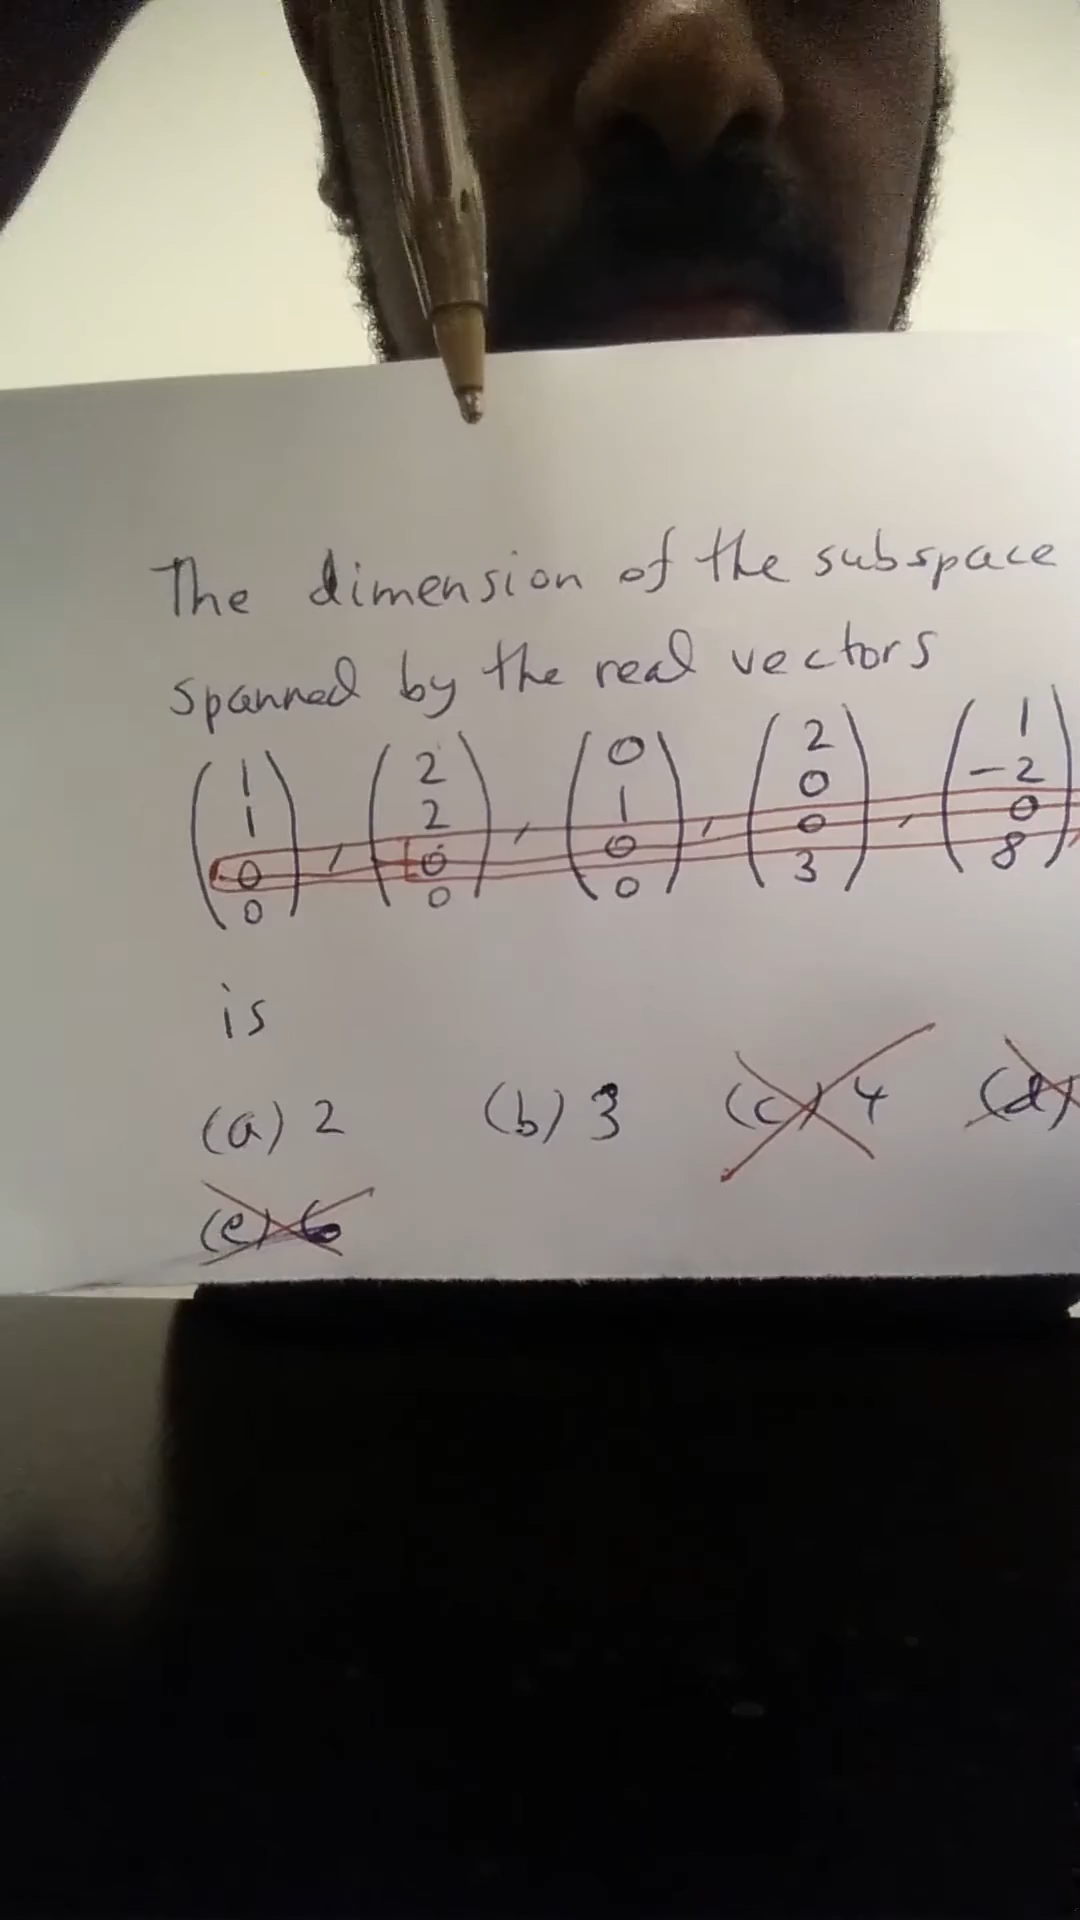 The dimension of the subspace
spanned by the real vectors
(1 1 0 0), (2 2 0 0), (0 1 0 0), (2 0 0 3), (1 -2 0 8)
is
(a) 2 (b) 3 (c) 4 (d)
(e) 6